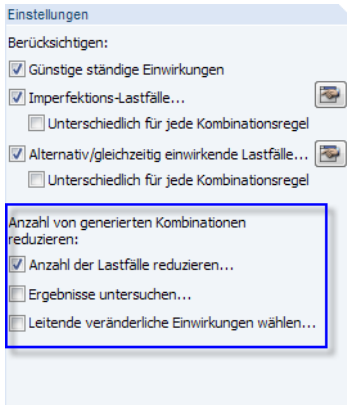 Einstellungen
Berücksichtigen:
Günstige ständige Einwirkungen
Imperfektions-Lastfälle...
Unterschiedlich für jede Kombinationsregel
Alternativ/gleichzeitig einwirkende Lastfälle...
Unterschiedlich für jede Kombinationsregel
Anzahl von generierten Kombinationen
reduzieren:
Anzahl der Lastfälle reduzieren...
Ergebnisse untersuchen...
Leitende veränderliche Einwirkungen wählen...